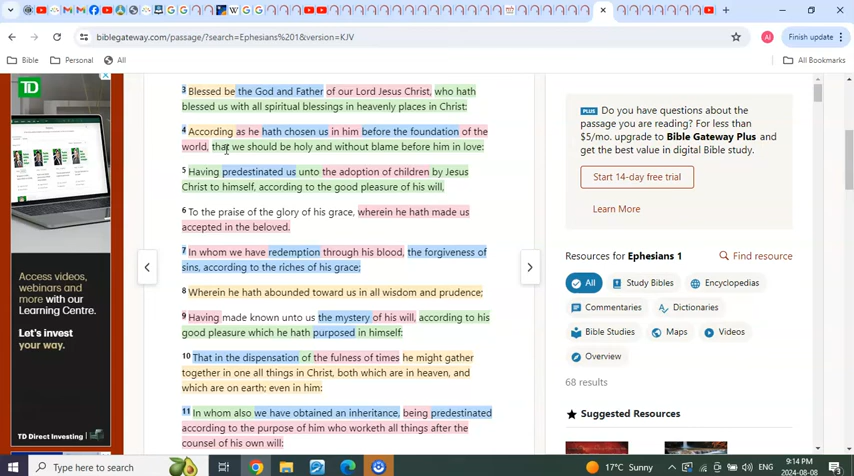 AI
Finish update
biblegateway.com/passage/?search=Ephesians%201&version=KJV
Bible
Personal
All
All Bookmarks
TD
Access videos,
webinars and
more with our
Learning Centre.
Let's invest
your way.
TD Direct Investing
3 Blessed be the God and Father of our Lord Jesus Christ, who hath
blessed us with all spiritual blessings in heavenly places in Christ:
4 According as he hath chosen us in him before the foundation of the
world, that we should be holy and without blame before him in love:
5 Having predestinated us unto the adoption of children by Jesus
Christ to himself, according to the good pleasure of his will,
6 To the praise of the glory of his grace, wherein he hath made us
accepted in the beloved.
7 In whom we have redemption through his blood, the forgiveness of
sins, according to the riches of his grace;
8 Wherein he hath abounded toward us in all wisdom and prudence;
9 Having made known unto us the mystery of his will, according to his
good pleasure which he hath purposed in himself:
10 That in the dispensation of the fulness of times he might gather
together in one all things in Christ, both which are in heaven, and
which are on earth; even in him:
11 In whom also we have obtained an inheritance, being predestinated
according to the purpose of him who worketh all things after the
counsel of his own will:
PLUS Do you have questions about the
passage you are reading? For less than
$5/mo. upgrade to Bible Gateway Plus and
get the best value in digital Bible study.
Start 14-day free trial
Learn More
Resources for Ephesians 1
Find resource
All
Study Bibles
Encyclopedias
Commentaries
Dictionaries
Bible Studies
Maps
Videos
Overview
68 results
Suggested Resources
Type here to search
17°C Sunny
9:14 PM
2024-08-08